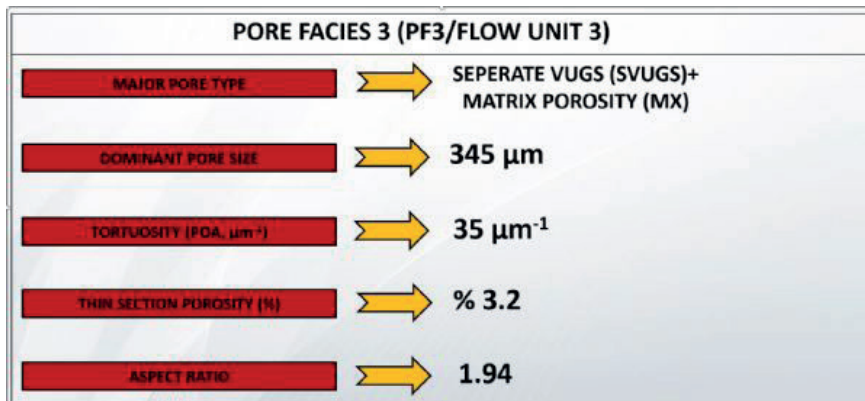 PORE FACIES 3 (PF3/FLOW UNIT 3)
MAJOR PORE TYPE
SEPERATE VUGS (SVUGS)+
MATRIX POROSITY (MX)
DOMINANT PORE SIZE
345 µm
TORTUOSITY (POA, µm⁻¹)
35 µm⁻¹
THIN SECTION POROSITY (%)
% 3.2
ASPECT RATIO
1.94